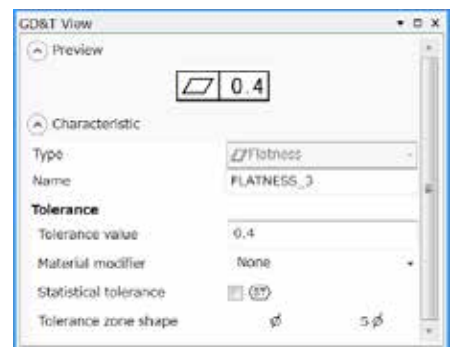 GD&T View
Preview
0.4
Characteristic
Type Flatness
Name FLATNESS_3
Tolerance
Tolerance value 0.4
Material modifier None
Statistical tolerance ST
Tolerance zone shape ⌀ S⌀